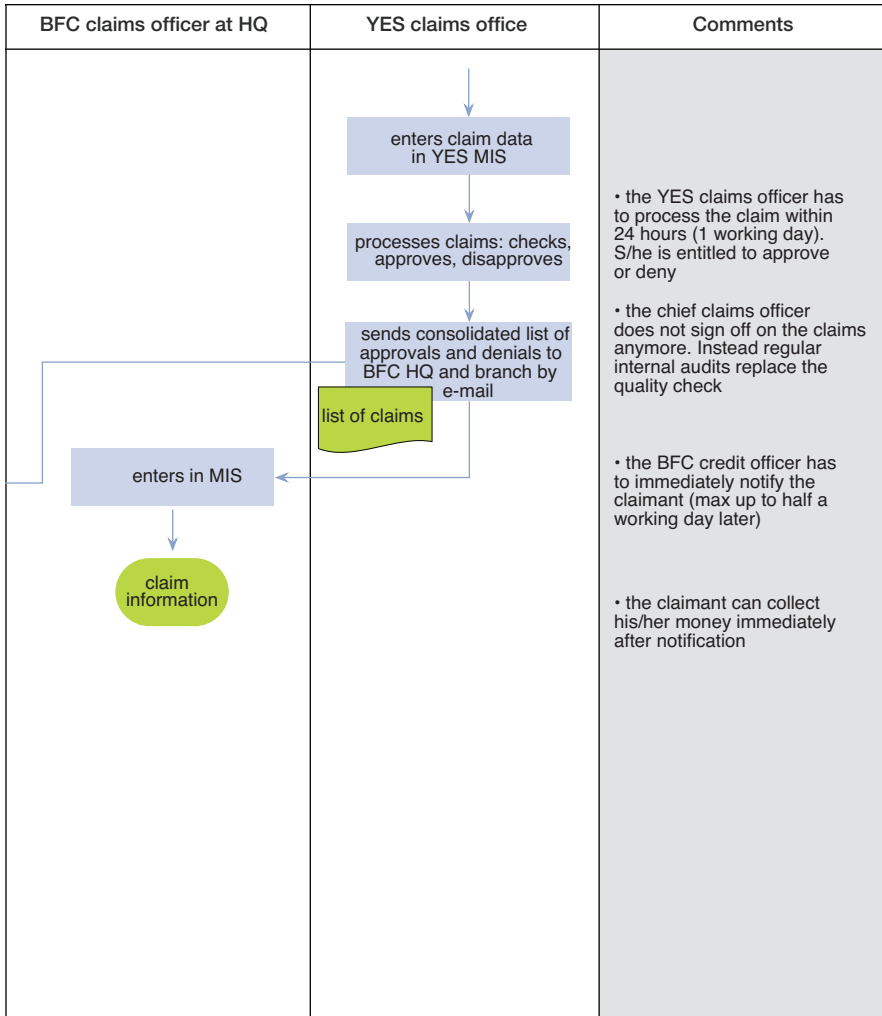 BFC claims officer at HQ
YES claims office
Comments
enters claim data
in YES MIS
processes claims: checks,
approves, disapproves
sends consolidated list of
approvals and denials to
BFC HQ and branch by
e-mail
list of claims
enters in MIS
claim
information
• the YES claims officer has
to process the claim within
24 hours (1 working day).
S/he is entitled to approve
or deny
• the chief claims officer
does not sign off on the claims
anymore. Instead regular
internal audits replace the
quality check
• the BFC credit officer has
to immediately notify the
claimant (max up to half a
working day later)
• the claimant can collect
his/her money immediately
after notification